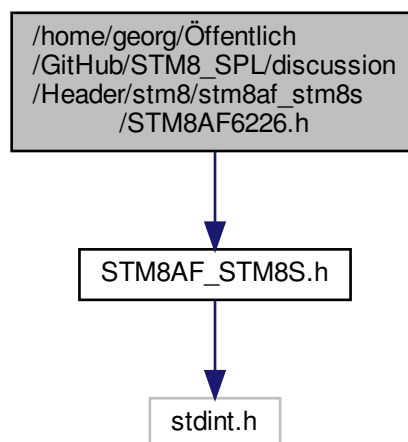 /home/georg/Öffentlich
/GitHub/STM8_SPL/discussion
/Header/stm8/stm8af_stm8s
/STM8AF6226.h
STM8AF_STM8S.h
stdint.h